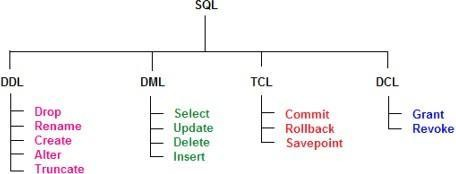 SQL
DDL
DML
TCL
DCL
Drop
Rename
Create
Alter
Truncate
Select
Update
Delete
Insert
Commit
Rollback
Savepoint
Grant
Revoke